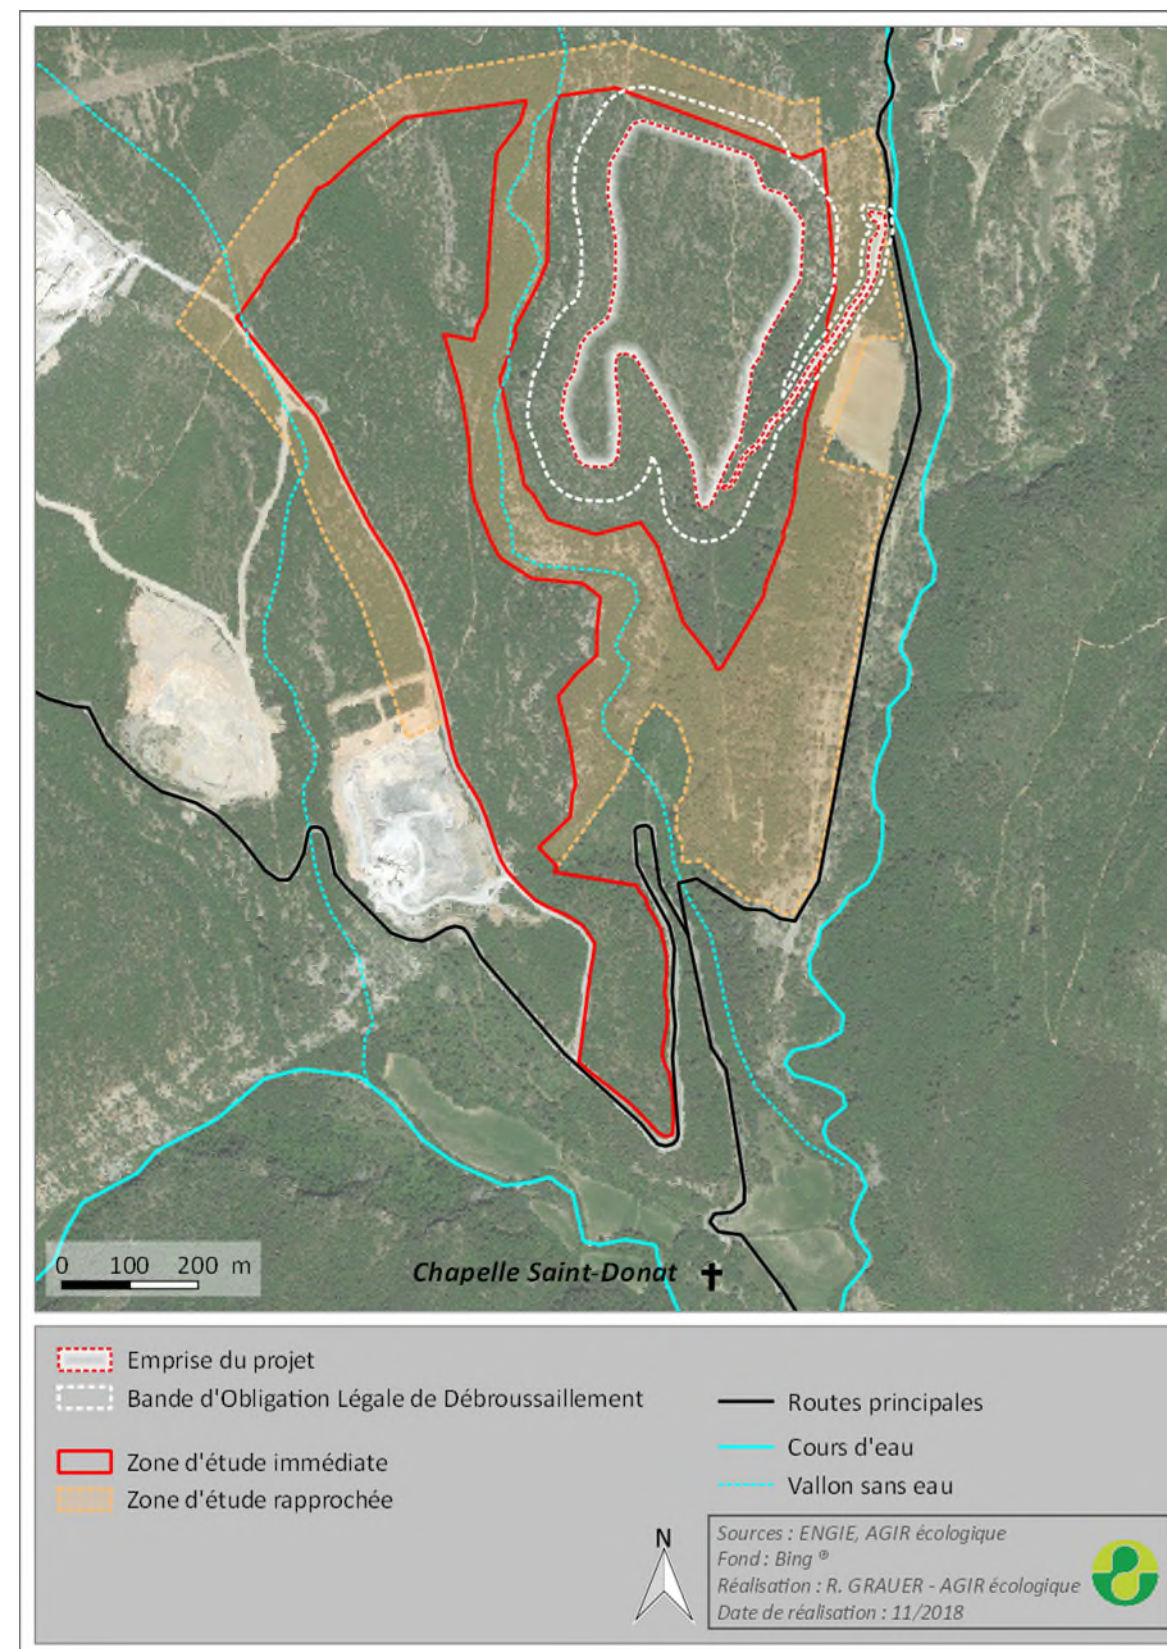 0 100 200 m
Chapelle Saint-Donat
Emprise du projet
Bande d'Obligation Légale de Débroussaillement
Zone d'étude immédiate
Zone d'étude rapprochée
Routes principales
Cours d'eau
Vallon sans eau
N
Sources : ENGIE, AGIR écologique
Fond : Bing ®
Réalisation : R. GRAUER - AGIR écologique
Date de réalisation : 11/2018